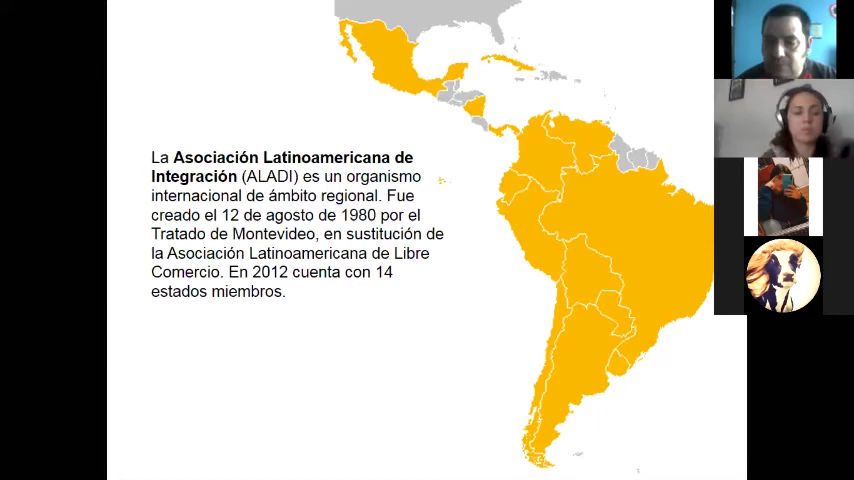 La Asociación Latinoamericana de
Integración (ALADI) es un organismo
internacional de ámbito regional. Fue
creado el 12 de agosto de 1980 por el
Tratado de Montevideo, en sustitución de
la Asociación Latinoamericana de Libre
Comercio. En 2012 cuenta con 14
estados miembros.